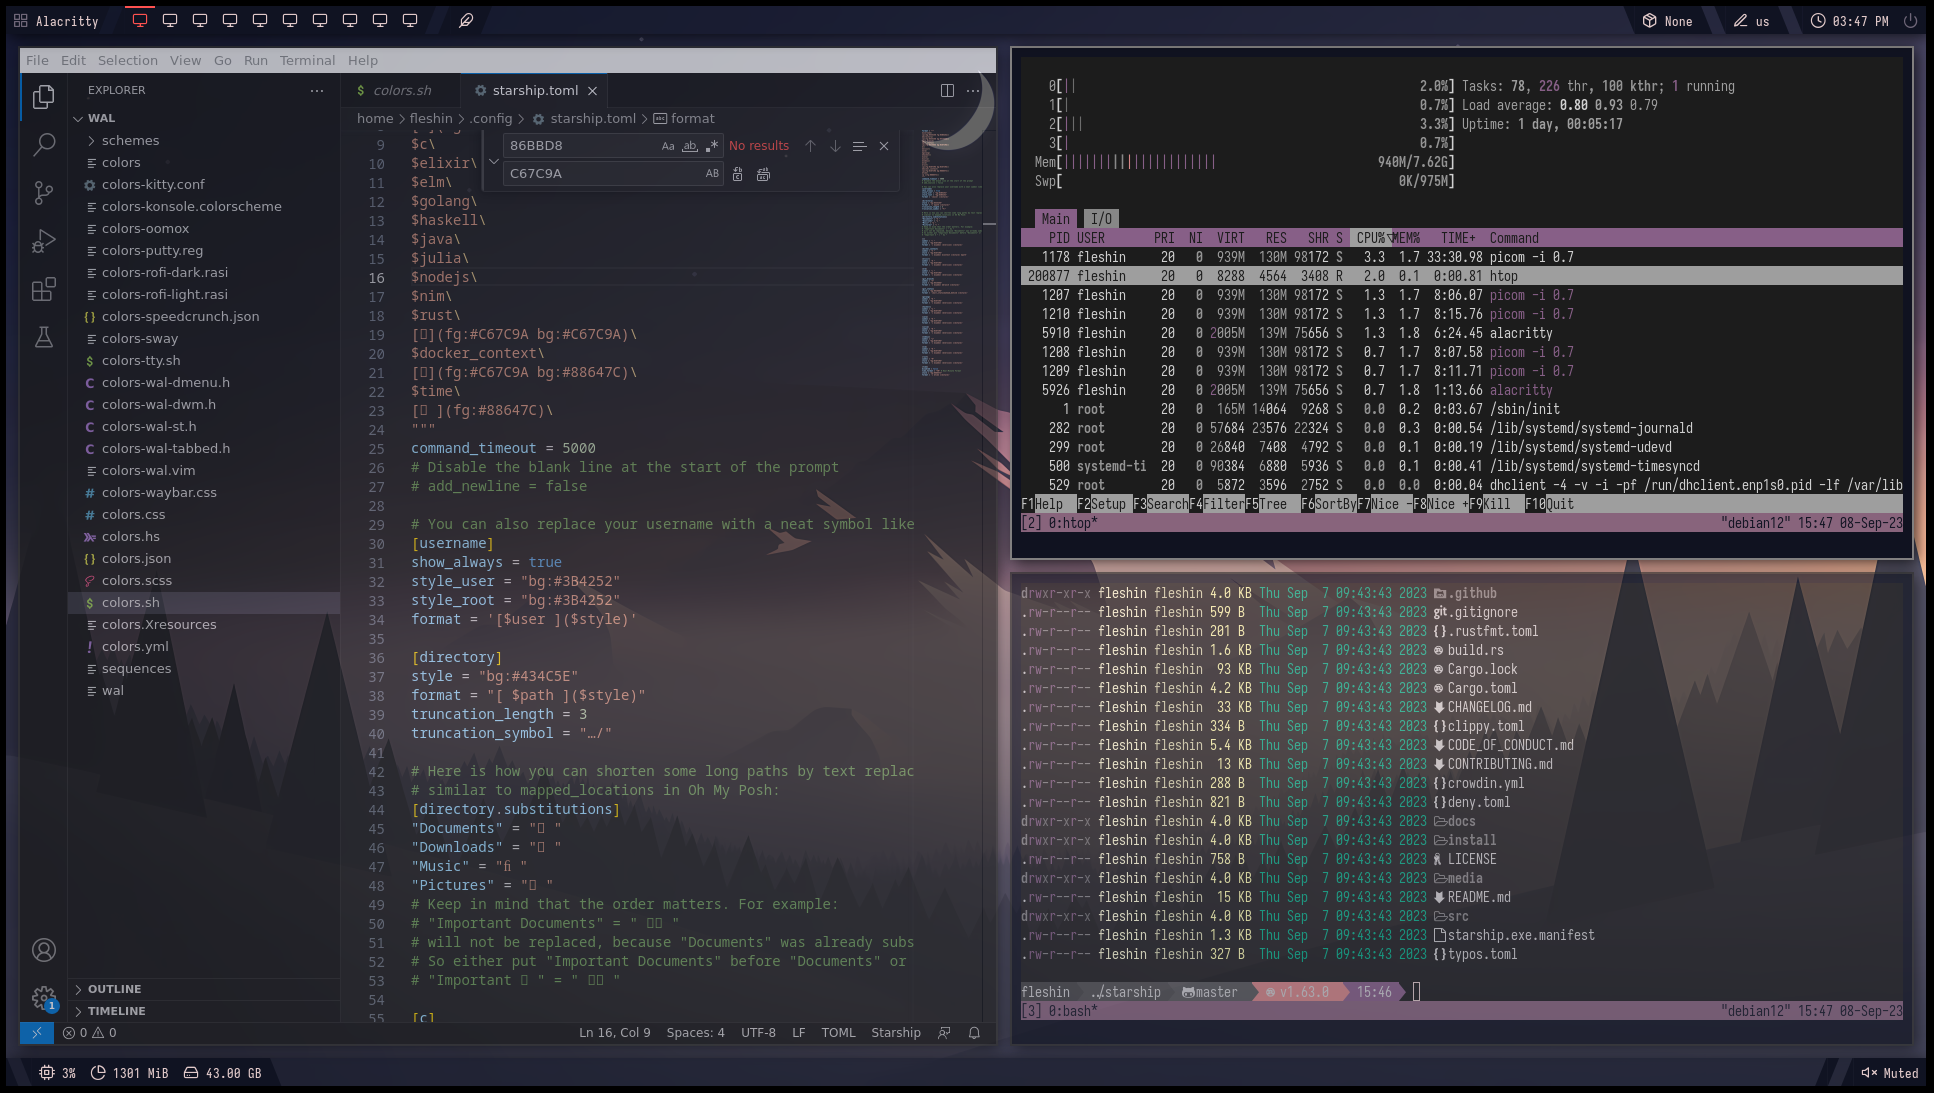 Alacritty
None
us
03:47 PM
File Edit Selection View Go Run Terminal Help
EXPLORER
WAL
schemes
colors
colors-kitty.conf
colors-konsole.colorscheme
colors-oomox
colors-putty.reg
colors-rofi-dark.rasi
colors-rofi-light.rasi
colors-speedcrunch.json
colors-sway
colors-tty.sh
colors-wal-dmenu.h
colors-wal-dwm.h
colors-wal-st.h
colors-wal-tabbed.h
colors-wal.vim
colors-waybar.css
colors.css
colors.hs
colors.json
colors.scss
colors.sh
colors.Xresources
colors.yml
sequences
wal
OUTLINE
TIMELINE
1
colors.sh
starship.toml
home > fleshin > .config > starship.toml > format
86BBD8 Aa ab No results
C67C9A AB
9 $c\
10 $elixir\
11 $elm\
12 $golang\
13 $haskell\
14 $java\
15 $julia\
16 $nodejs\
17 $nim\
18 $rust\
19 [](fg:#C67C9A bg:#C67C9A)\
20 $docker_context\
21 [](fg:#C67C9A bg:#88647C)\
22 $time\
23 [ ](fg:#88647C)\
24 """
25 command_timeout = 5000
26 # Disable the blank line at the start of the prompt
27 # add_newline = false
28
29 # You can also replace your username with a neat symbol like
30 [username]
31 show_always = true
32 style_user = "bg:#3B4252"
33 style_root = "bg:#3B4252"
34 format = '[$user ]($style)'
35
36 [directory]
37 style = "bg:#434C5E"
38 format = "[ $path ]($style)"
39 truncation_length = 3
40 truncation_symbol = "…/"
41
42 # Here is how you can shorten some long paths by text replac
43 # similar to mapped_locations in Oh My Posh:
44 [directory.substitutions]
45 "Documents" = " "
46 "Downloads" = " "
47 "Music" = "ﬁ "
48 "Pictures" = " "
49 # Keep in mind that the order matters. For example:
50 # "Important Documents" = "  "
51 # will not be replaced, because "Documents" was already subs
52 # So either put "Important Documents" before "Documents" or
53 # "Important  " = "  "
54
55 [c]
0 0 Ln 16, Col 9 Spaces: 4 UTF-8 LF TOML Starship
0[|| 2.0%] Tasks: 78, 226 thr, 100 kthr; 1 running
1[| 0.7%] Load average: 0.80 0.93 0.79
2[||| 3.3%] Uptime: 1 day, 00:05:17
3[| 0.7%]
Mem[|||||||||||||||||||||| 940M/7.62G]
Swp[ 0K/975M]
Main I/O
PID USER PRI NI VIRT RES SHR S CPU%▽MEM% TIME+ Command
1178 fleshin 20 0 939M 130M 98172 S 3.3 1.7 33:30.98 picom -i 0.7
200877 fleshin 20 0 8288 4564 3408 R 2.0 0.1 0:00.81 htop
1207 fleshin 20 0 939M 130M 98172 S 1.3 1.7 8:06.07 picom -i 0.7
1210 fleshin 20 0 939M 130M 98172 S 1.3 1.7 8:15.76 picom -i 0.7
5910 fleshin 20 0 2005M 139M 75656 S 1.3 1.8 6:24.45 alacritty
1208 fleshin 20 0 939M 130M 98172 S 0.7 1.7 8:07.58 picom -i 0.7
1209 fleshin 20 0 939M 130M 98172 S 0.7 1.7 8:11.71 picom -i 0.7
5926 fleshin 20 0 2005M 139M 75656 S 0.7 1.8 1:13.66 alacritty
1 root 20 0 165M 14064 9268 S 0.0 0.2 0:03.67 /sbin/init
282 root 20 0 57684 23576 22324 S 0.0 0.3 0:00.54 /lib/systemd/systemd-journald
299 root 20 0 26840 7408 4792 S 0.0 0.1 0:00.19 /lib/systemd/systemd-udevd
500 systemd-ti 20 0 90384 6880 5936 S 0.0 0.1 0:00.41 /lib/systemd/systemd-timesyncd
529 root 20 0 5872 3596 2752 S 0.0 0.0 0:00.04 dhclient -4 -v -i -pf /run/dhclient.enp1s0.pid -lf /var/lib
F1Help F2Setup F3SearchF4FilterF5Tree F6SortByF7Nice -F8Nice +F9Kill F10Quit
[2] 0:htop* "debian12" 15:47 08-Sep-23
drwxr-xr-x fleshin fleshin 4.0 KB Thu Sep 7 09:43:43 2023 .github
.rw-r--r-- fleshin fleshin 599 B Thu Sep 7 09:43:43 2023 git.gitignore
.rw-r--r-- fleshin fleshin 201 B Thu Sep 7 09:43:43 2023 {}.rustfmt.toml
.rw-r--r-- fleshin fleshin 1.6 KB Thu Sep 7 09:43:43 2023 build.rs
.rw-r--r-- fleshin fleshin 93 KB Thu Sep 7 09:43:43 2023 Cargo.lock
.rw-r--r-- fleshin fleshin 4.2 KB Thu Sep 7 09:43:43 2023 Cargo.toml
.rw-r--r-- fleshin fleshin 33 KB Thu Sep 7 09:43:43 2023 CHANGELOG.md
.rw-r--r-- fleshin fleshin 334 B Thu Sep 7 09:43:43 2023 {}clippy.toml
.rw-r--r-- fleshin fleshin 5.4 KB Thu Sep 7 09:43:43 2023 CODE_OF_CONDUCT.md
.rw-r--r-- fleshin fleshin 13 KB Thu Sep 7 09:43:43 2023 CONTRIBUTING.md
.rw-r--r-- fleshin fleshin 288 B Thu Sep 7 09:43:43 2023 {}crowdin.yml
.rw-r--r-- fleshin fleshin 821 B Thu Sep 7 09:43:43 2023 {}deny.toml
drwxr-xr-x fleshin fleshin 4.0 KB Thu Sep 7 09:43:43 2023 docs
drwxr-xr-x fleshin fleshin 4.0 KB Thu Sep 7 09:43:43 2023 install
.rw-r--r-- fleshin fleshin 758 B Thu Sep 7 09:43:43 2023 LICENSE
drwxr-xr-x fleshin fleshin 4.0 KB Thu Sep 7 09:43:43 2023 media
.rw-r--r-- fleshin fleshin 15 KB Thu Sep 7 09:43:43 2023 README.md
drwxr-xr-x fleshin fleshin 4.0 KB Thu Sep 7 09:43:43 2023 src
.rw-r--r-- fleshin fleshin 1.3 KB Thu Sep 7 09:43:43 2023 starship.exe.manifest
.rw-r--r-- fleshin fleshin 327 B Thu Sep 7 09:43:43 2023 {}typos.toml
fleshin ../starship master v1.63.0 15:46
[3] 0:bash* "debian12" 15:47 08-Sep-23
3% 1301 MiB 43.00 GB
Muted